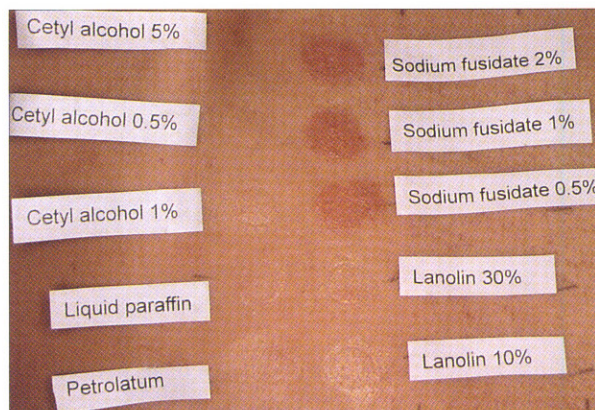 Cetyl alcohol 5%
Sodium fusidate 2%
Cetyl alcohol 0.5%
Sodium fusidate 1%
Cetyl alcohol 1%
Sodium fusidate 0.5%
Liquid paraffin
Lanolin 30%
Petrolatum
Lanolin 10%